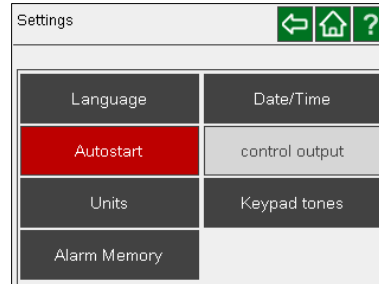 Settings
?
Language
Date/Time
Autostart
control output
Units
Keypad tones
Alarm Memory